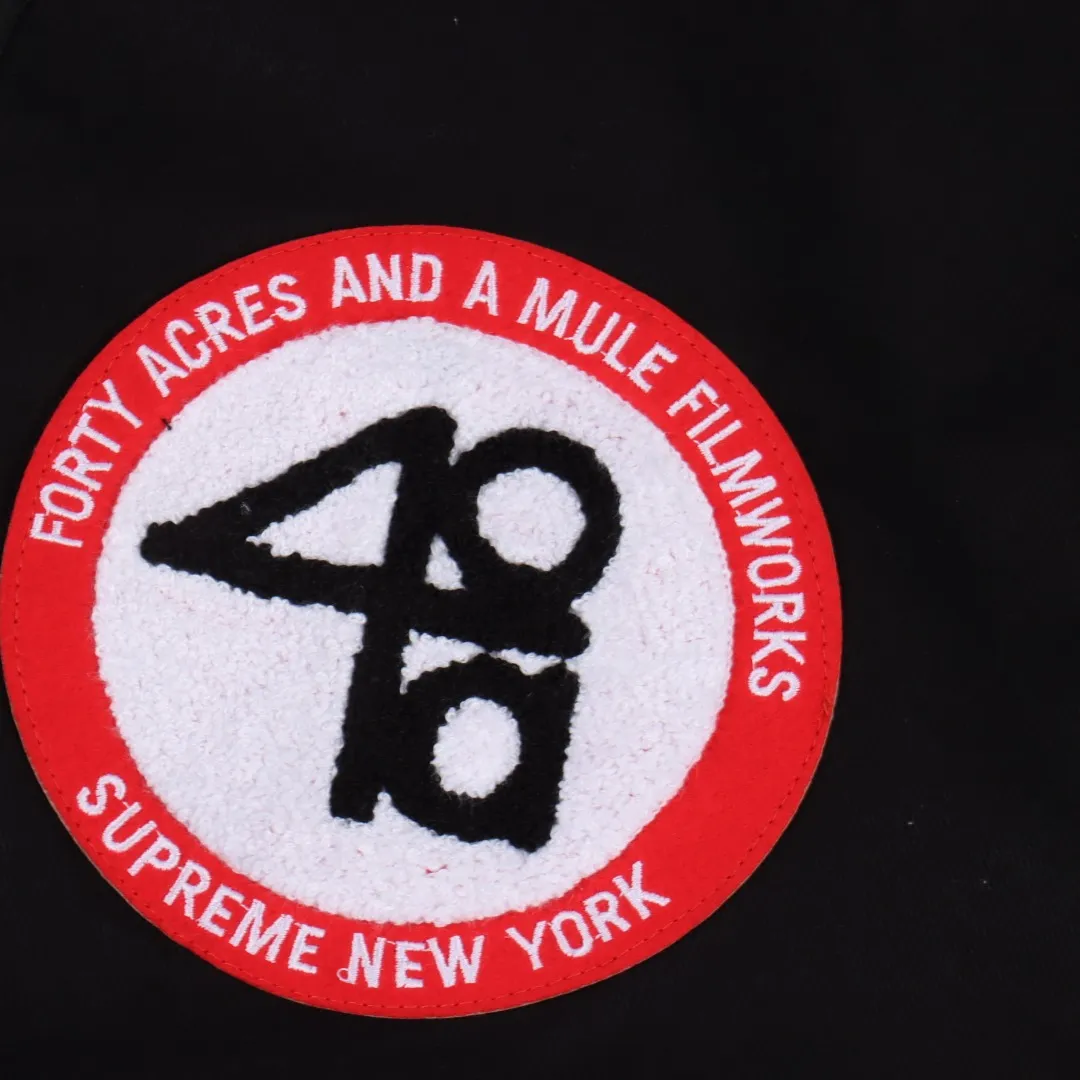 FORTY ACRES AND A MULE FILMWORKS
40
a
SUPREME NEW YORK